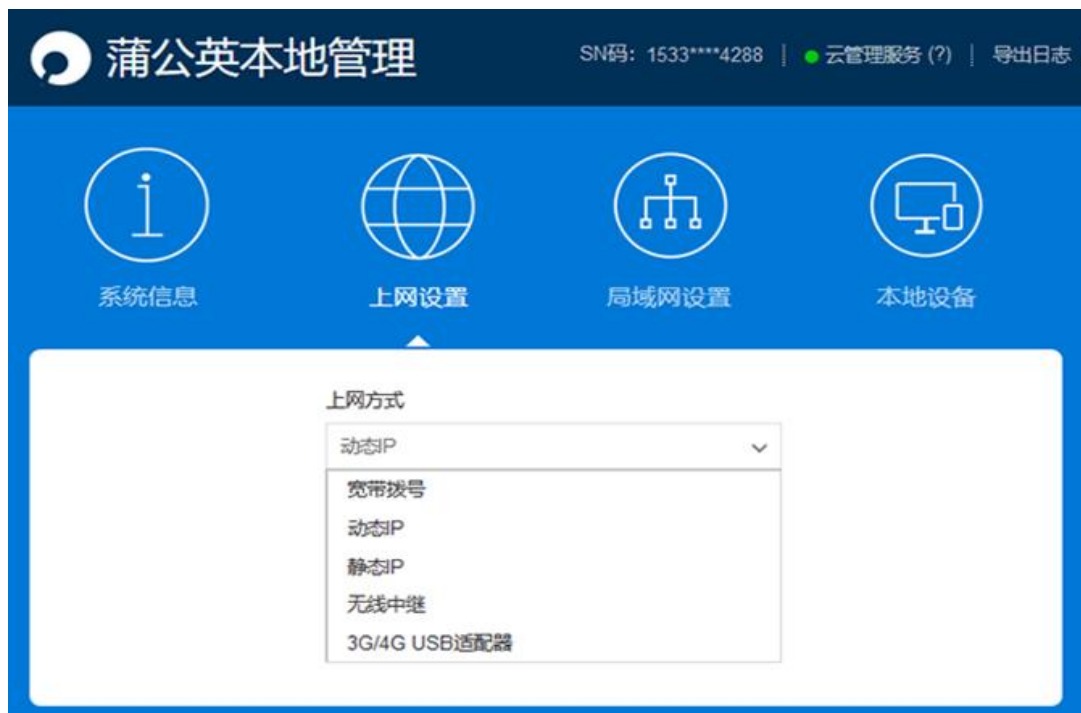 蒲公英本地管理
SN码：1533****4288 | 云管理服务 (?) | 导出日志
系统信息 上网设置 局域网设置 本地设备
上网方式
动态IP
宽带拨号
动态IP
静态IP
无线中继
3G/4G USB适配器